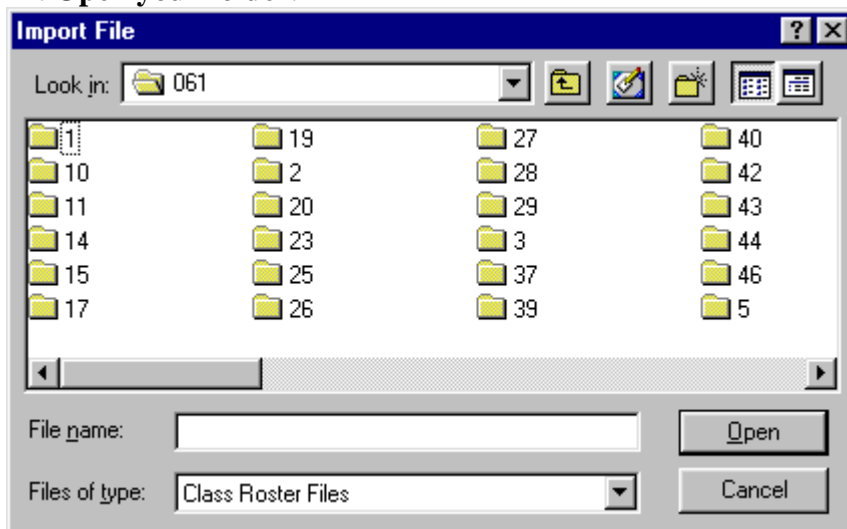 Import File
Look in: 061
1 19 27 40
10 2 28 42
11 20 29 43
14 23 3 44
15 25 37 46
17 26 39 5
File name: Open
Files of type: Class Roster Files Cancel